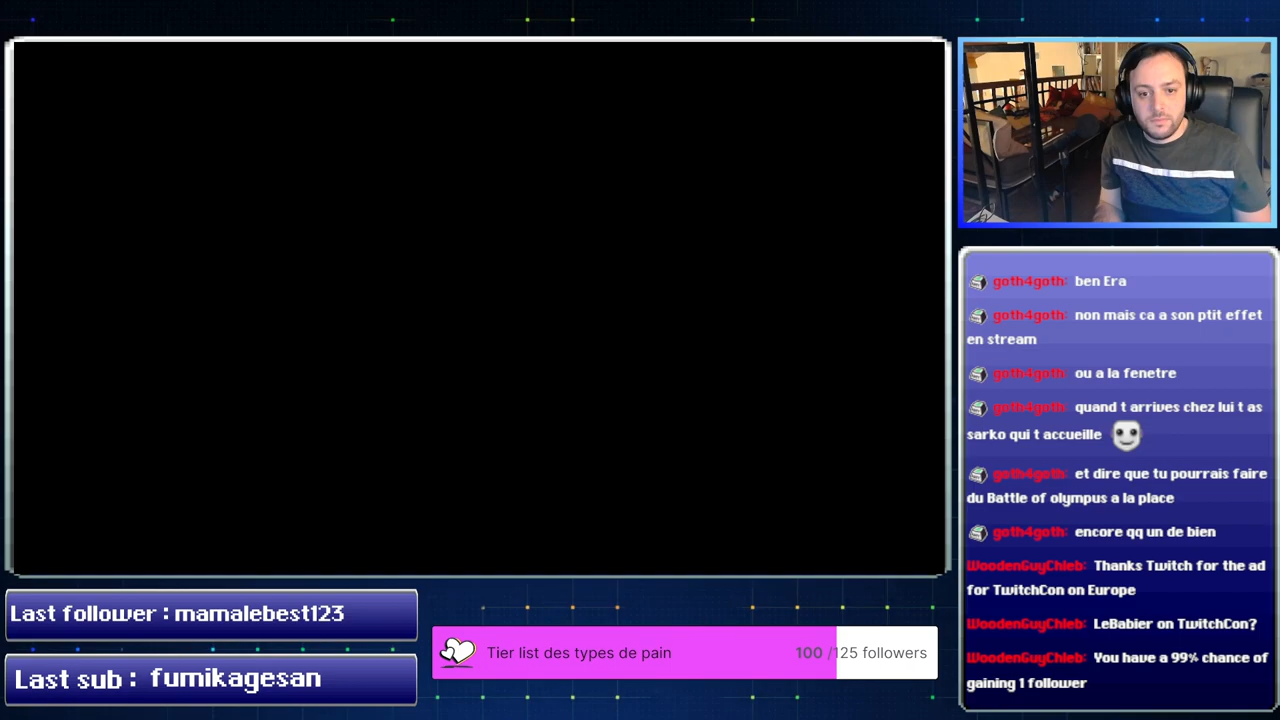 goth4goth: ben Era
goth4goth: non mais ca a son ptit effet
en stream
goth4goth: ou a la fenetre
goth4goth: quand t arrives chez lui t as
sarko qui t accueille
goth4goth: et dire que tu pourrais faire
du Battle of olympus a la place
goth4goth: encore qq un de bien
WoodenGuyChleb: Thanks Twitch for the ad
for TwitchCon on Europe
WoodenGuyChleb: LeBabier on TwitchCon?
WoodenGuyChleb: You have a 99% chance of
gaining 1 follower
Last follower : mamalebest123
Last sub : fumikagesan
Tier list des types de pain 100 /125 followers